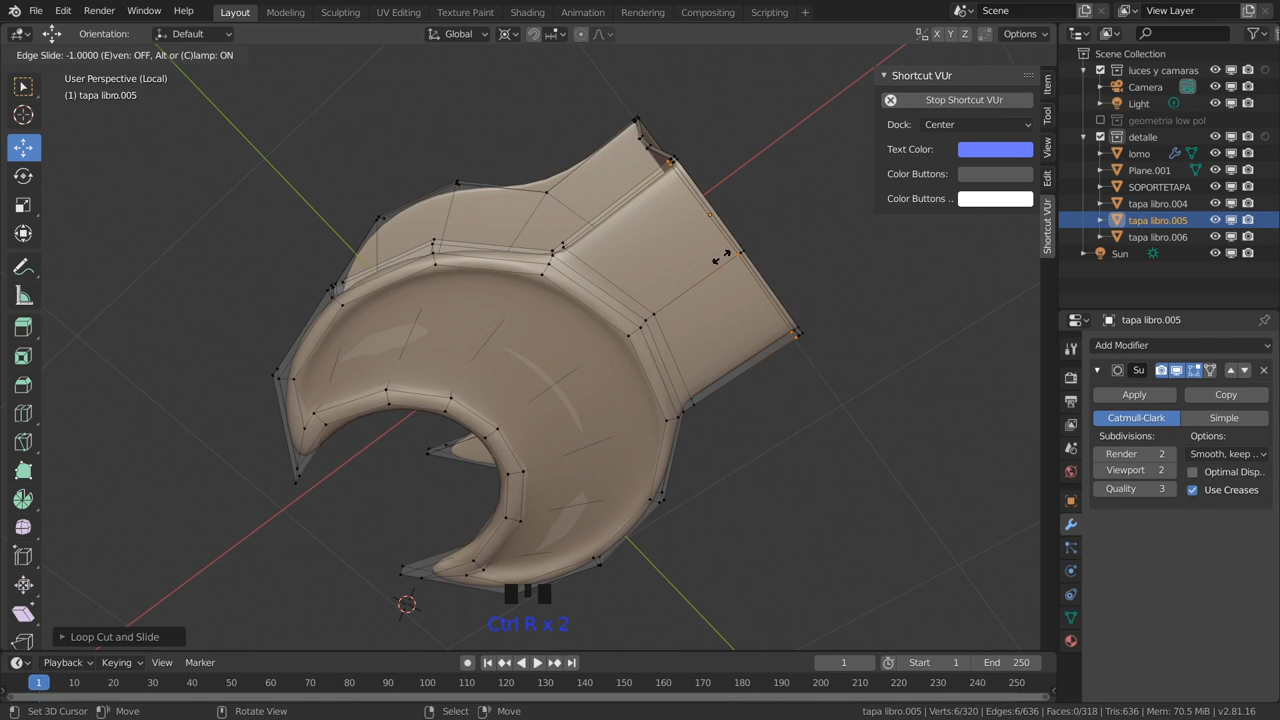 File Edit Render Window Help
Layout Modeling Sculpting UV Editing Texture Paint Shading Animation Rendering Compositing Scripting +
Scene
View Layer
Orientation: Default
Global
X Y Z
Options
Edge Slide: -1.0000 (E)ven: OFF, Alt or (C)lamp: ON
User Perspective (Local)
(1) tapa libro.005
Shortcut VUr
Stop Shortcut VUr
Dock: Center
Text Color:
Color Buttons:
Color Buttons ..
Item
Tool
View
Edit
Shortcut VUr
Scene Collection
luces y camaras
Camera
Light
geometria low pol
detalle
lomo
Plane.001
SOPORTETAPA
tapa libro.004
tapa libro.005
tapa libro.006
Sun
tapa libro.005
Add Modifier
Su
Apply Copy
Catmull-Clark Simple
Subdivisions: Options:
Render 2 Smooth, keep ..
Viewport 2 Optimal Disp..
Quality 3 Use Creases
Ctrl R x 2
Loop Cut and Slide
Playback Keying View Marker
1 Start 1 End 250
1 10 20 30 40 50 60 70 80 90 100 110 120 130 140 150 160 170 180 190 200 210 220 230 240 250
Set 3D Cursor Move Rotate View Select Move
tapa libro.005 | Verts:6/320 | Edges:6/636 | Faces:0/318 | Tris:636 | Mem: 70.5 MiB | v2.81.16